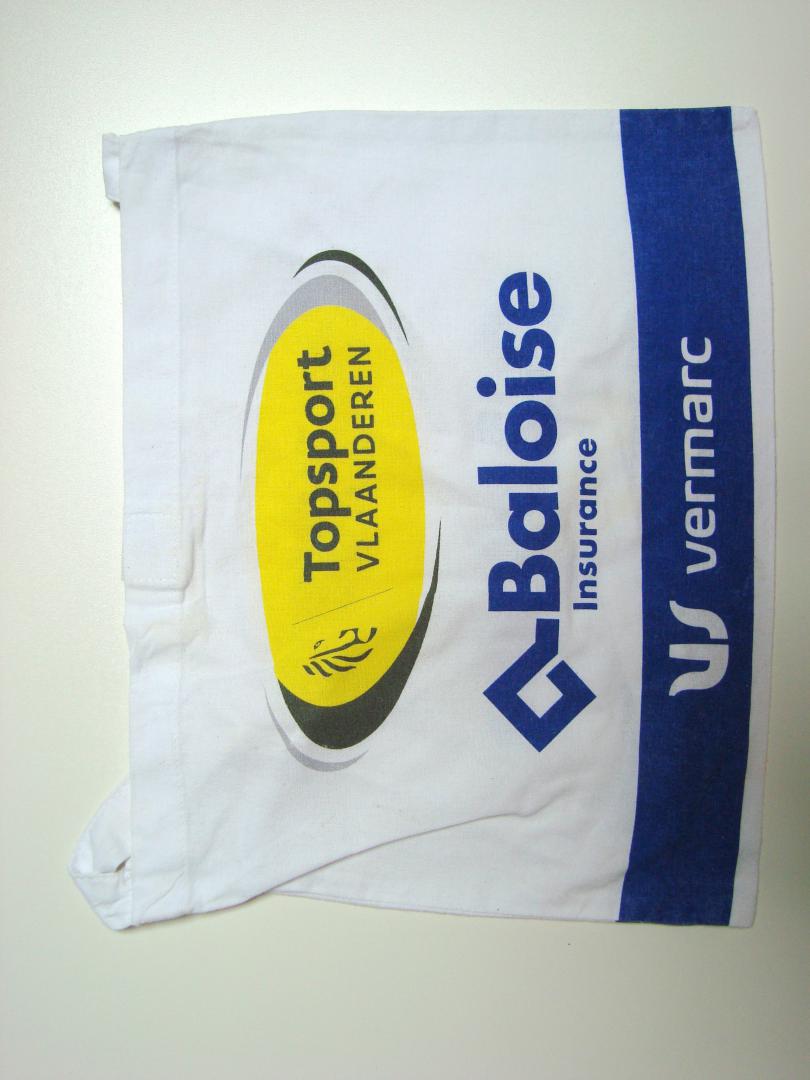 Topsport
VLAANDEREN
Baloise
Insurance
vermarc